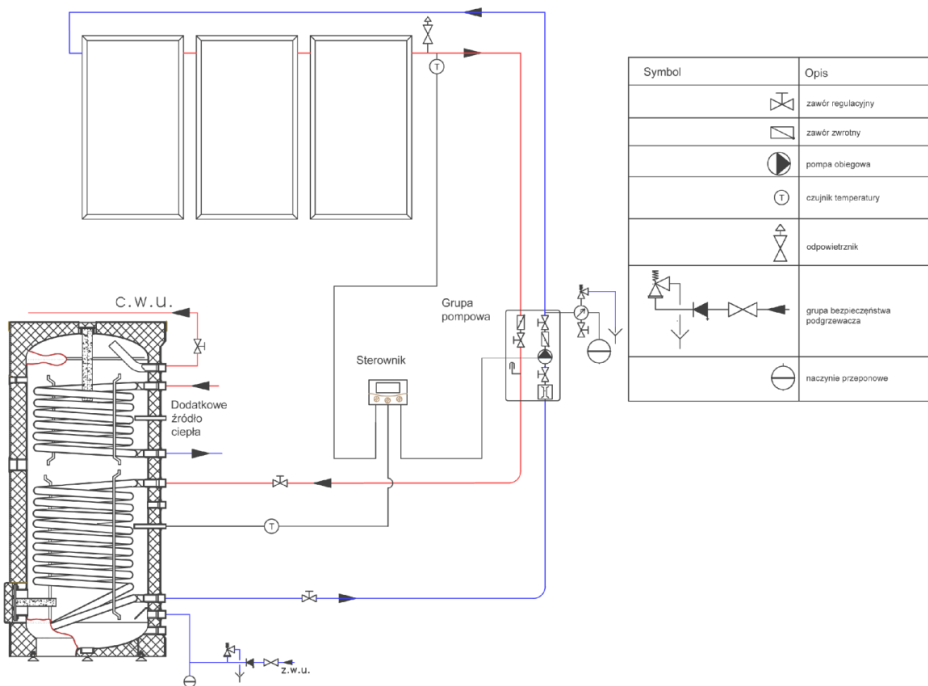 T
c.w.u.
Grupa
pompowa
Sterownik
Dodatkowe
źródło
ciepła
T
z.w.u.
Symbol Opis
zawór regulacyjny
zawór zwrotny
pompa obiegowa
T czujnik temperatury
odpowietrznik
grupa bezpieczeństwa
podgrzewacza
naczynie przeponowe